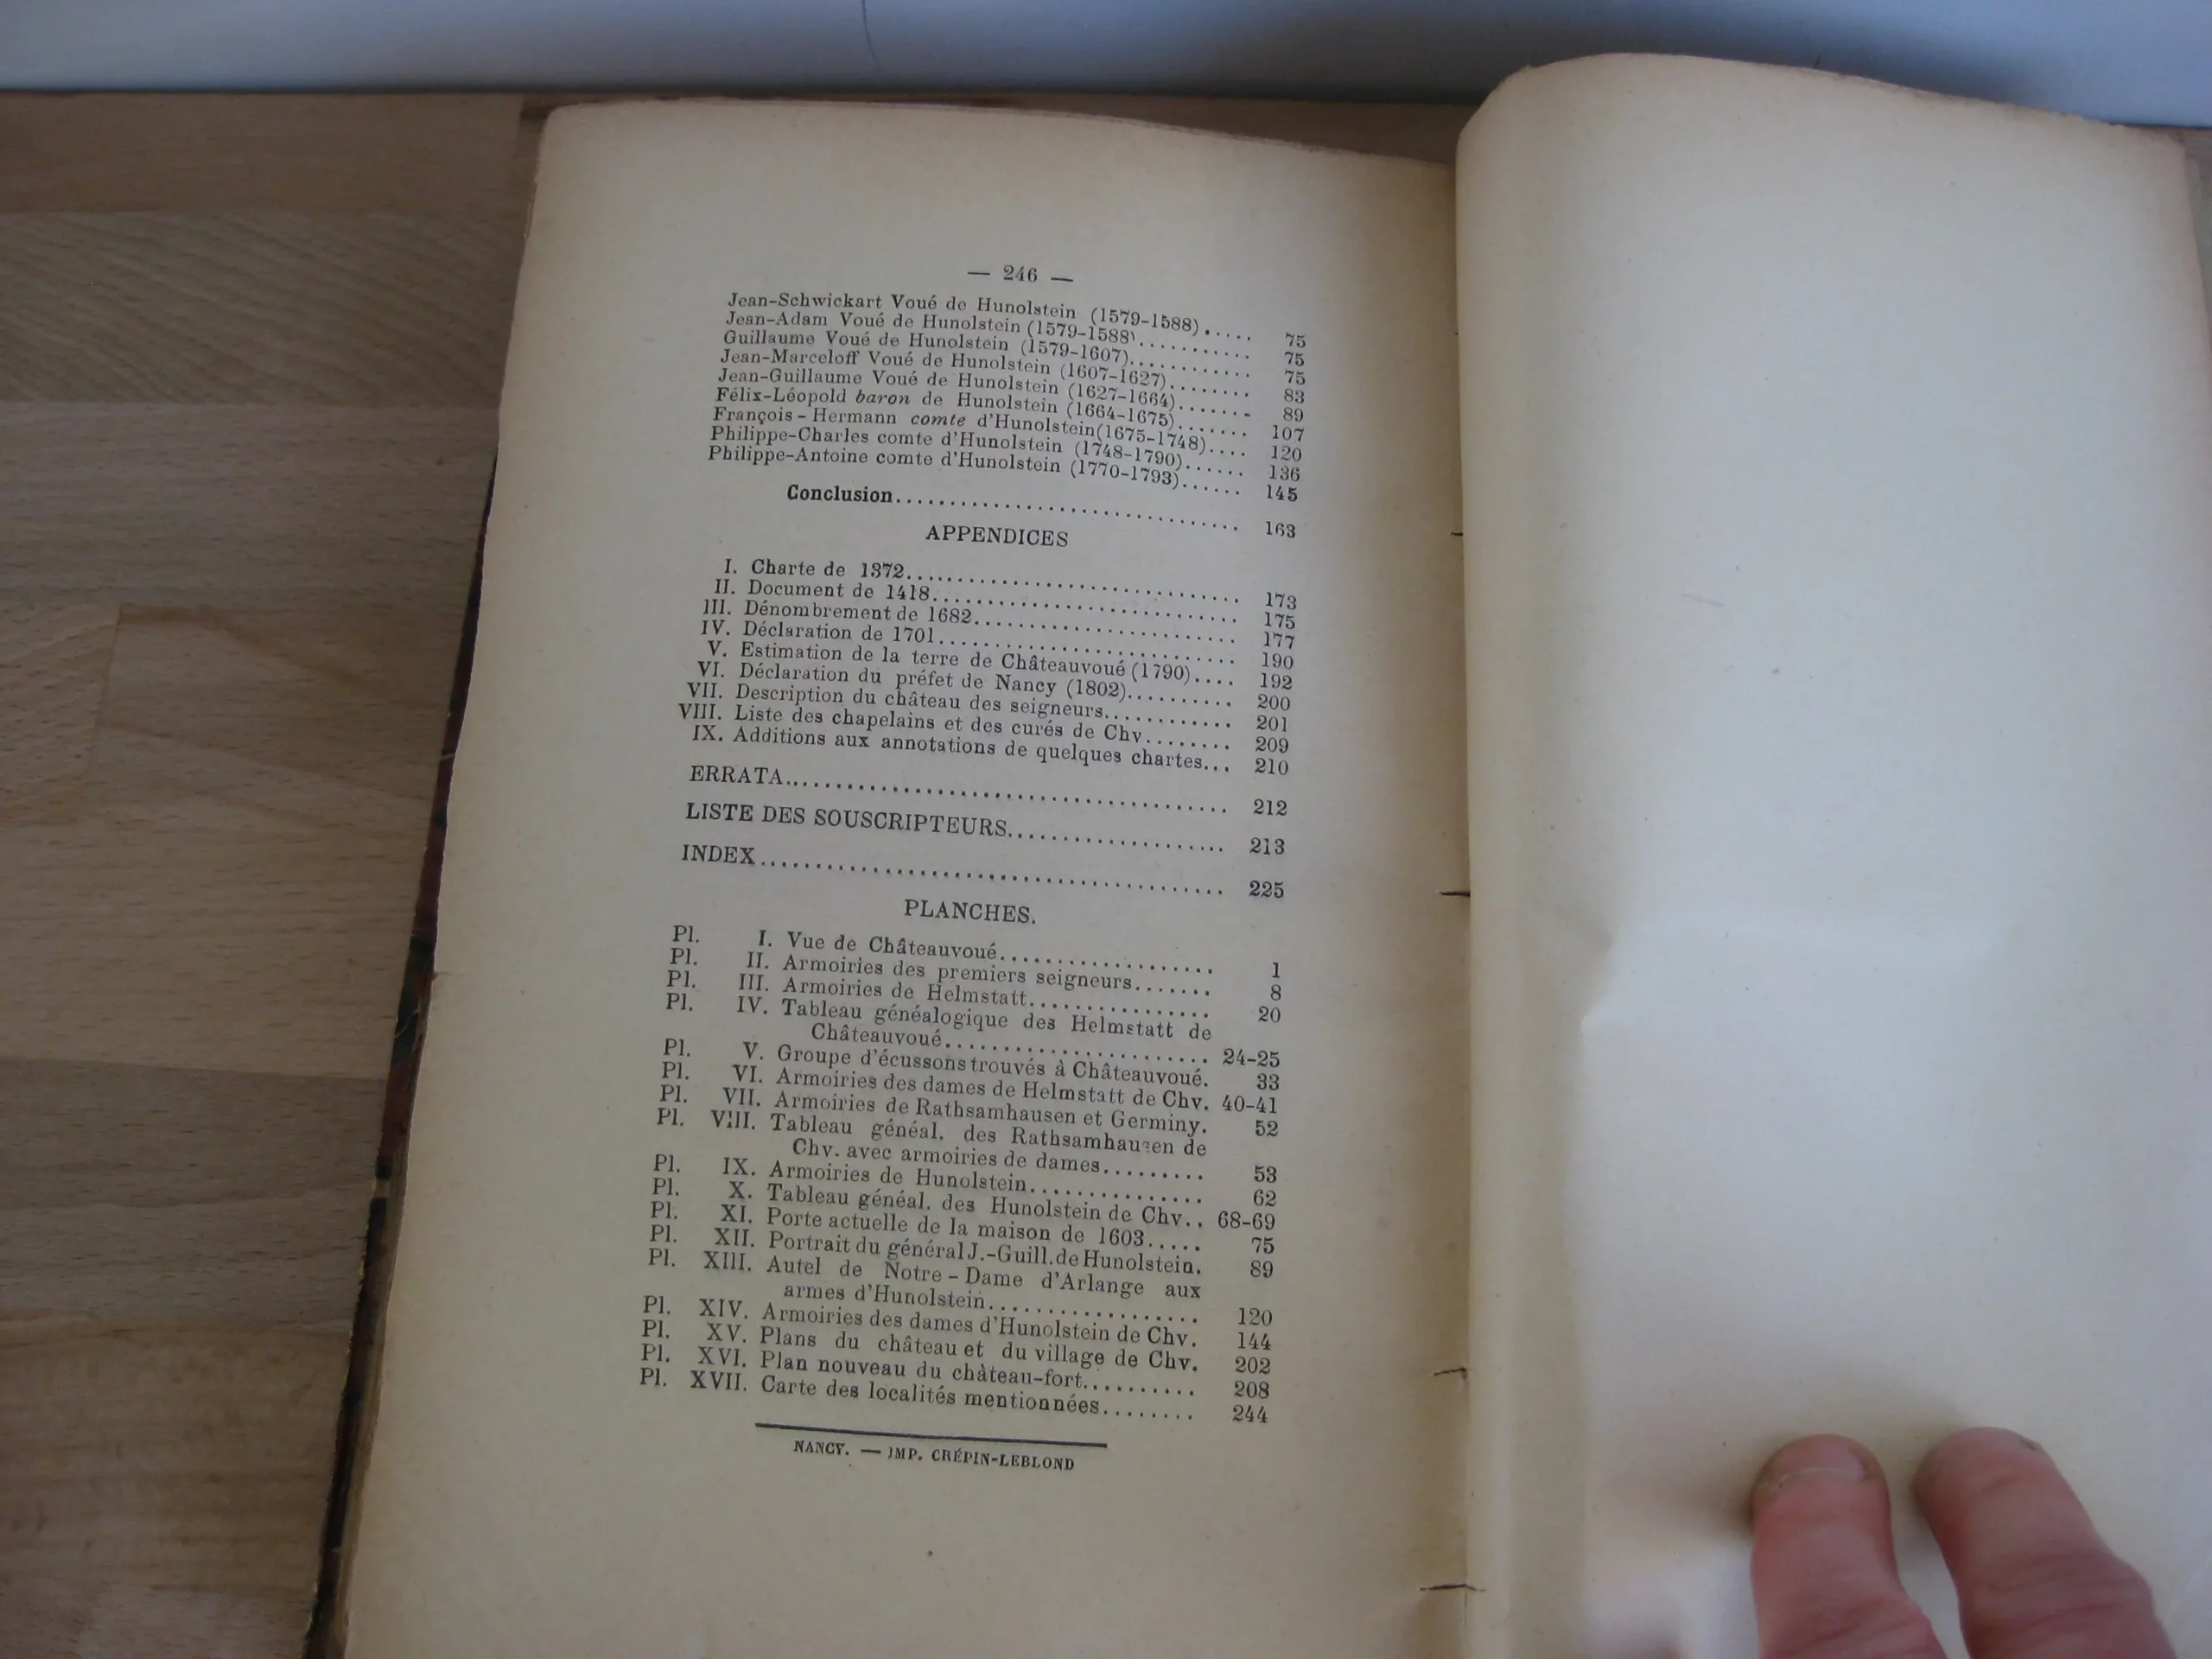 — 246 —
Jean-Schwickart Voué de Hunolstein (1579-1588)..... 75
Jean-Adam Voué de Hunolstein (1579-1588)........... 75
Guillaume Voué de Hunolstein (1579-1607)............ 75
Jean-Marceloff Voué de Hunolstein (1607-1627)........ 83
Jean-Guillaume Voué de Hunolstein (1627-1664)....... 89
Félix-Léopold baron de Hunolstein (1664-1675)....... 107
François-Hermann comte d'Hunolstein(1675-1748).... 120
Philippe-Charles comte d'Hunolstein (1748-1790)...... 136
Philippe-Antoine comte d'Hunolstein (1770-1793)...... 145
Conclusion................................. 163
APPENDICES
I. Charte de 1372............................... 173
II. Document de 1418............................ 175
III. Dénombrement de 1682........................ 177
IV. Déclaration de 1701........................... 190
V. Estimation de la terre de Châteauvoué (1790).... 192
VI. Déclaration du préfet de Nancy (1802).......... 200
VII. Description du château des seigneurs............ 201
VIII. Liste des chapelains et des curés de Chv........ 209
IX. Additions aux annotations de quelques chartes... 210
ERRATA......................................... 212
LISTE DES SOUSCRIPTEURS.................... 213
INDEX........................................... 225
PLANCHES.
Pl. I. Vue de Châteauvoué.................... 1
Pl. II. Armoiries des premiers seigneurs....... 8
Pl. III. Armoiries de Helmstatt................ 20
Pl. IV. Tableau généalogique des Helmstatt de
Châteauvoué....................... 24-25
Pl. V. Groupe d'écussons trouvés à Châteauvoué. 33
Pl. VI. Armoiries des dames de Helmstatt de Chv. 40-41
Pl. VII. Armoiries de Rathsamhausen et Germiny. 52
Pl. VIII. Tableau généal. des Rathsamhausen de
Chv. avec armoiries de dames......... 53
Pl. IX. Armoiries de Hunolstein............... 62
Pl. X. Tableau généal. des Hunolstein de Chv.. 68-69
Pl. XI. Porte actuelle de la maison de 1603..... 75
Pl. XII. Portrait du général J.-Guill. de Hunolstein. 89
Pl. XIII. Autel de Notre-Dame d'Arlange aux
armes d'Hunolstein.................. 120
Pl. XIV. Armoiries des dames d'Hunolstein de Chv. 144
Pl. XV. Plans du château et du village de Chv. 202
Pl. XVI. Plan nouveau du château-fort.......... 208
Pl. XVII. Carte des localités mentionnées........ 244
NANCY. — IMP. CRÉPIN-LEBLOND